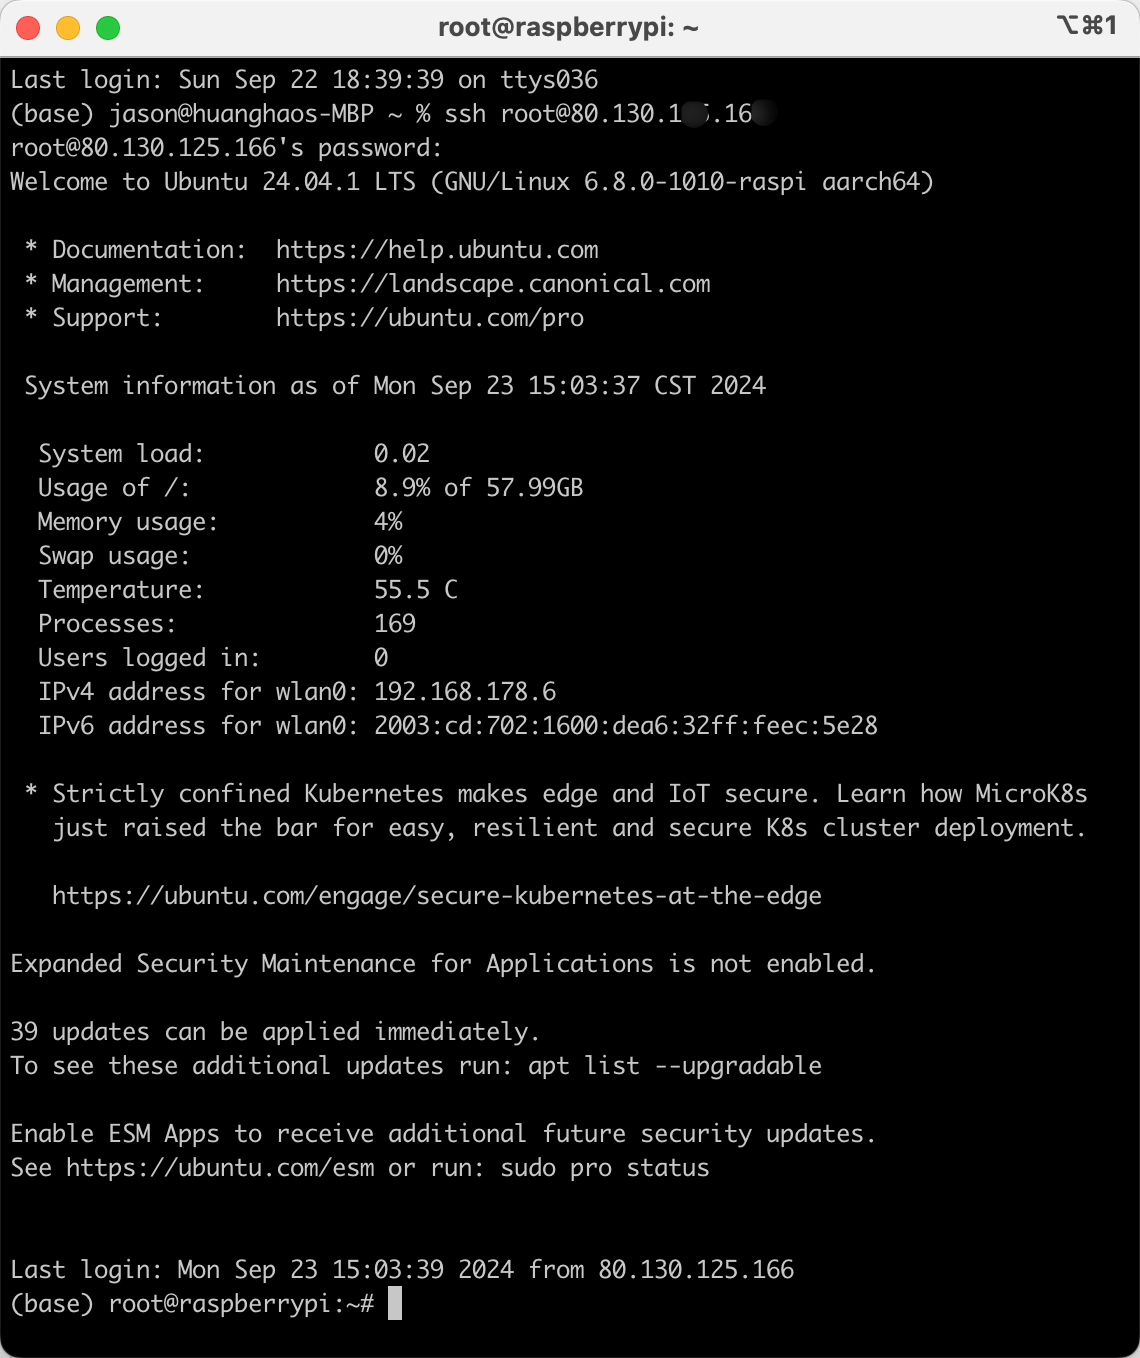 root@raspberrypi: ~ ⌥⌘1
Last login: Sun Sep 22 18:39:39 on ttys036
(base) jason@huanghaos-MBP ~ % ssh
root@80.130.125.166's password:
Welcome to Ubuntu 24.04.1 LTS (GNU/Linux 6.8.0-1010-raspi aarch64)
* Documentation: https://help.ubuntu.com
* Management: https://landscape.canonical.com
* Support: https://ubuntu.com/pro
System information as of Mon Sep 23 15:03:37 CST 2024
System load: 0.02
Usage of /: 8.9% of 57.99GB
Memory usage: 4%
Swap usage: 0%
Temperature: 55.5 C
Processes: 169
Users logged in: 0
IPv4 address for wlan0: 192.168.178.6
IPv6 address for wlan0: 2003:cd:702:1600:dea6:32ff:feec:5e28
* Strictly confined Kubernetes makes edge and IoT secure. Learn how MicroK8s
just raised the bar for easy, resilient and secure K8s cluster deployment.
https://ubuntu.com/engage/secure-kubernetes-at-the-edge
Expanded Security Maintenance for Applications is not enabled.
39 updates can be applied immediately.
To see these additional updates run: apt list --upgradable
Enable ESM Apps to receive additional future security updates.
See https://ubuntu.com/esm or run: sudo pro status
Last login: Mon Sep 23 15:03:39 2024 from 80.130.125.166
(base) root@raspberrypi:~#